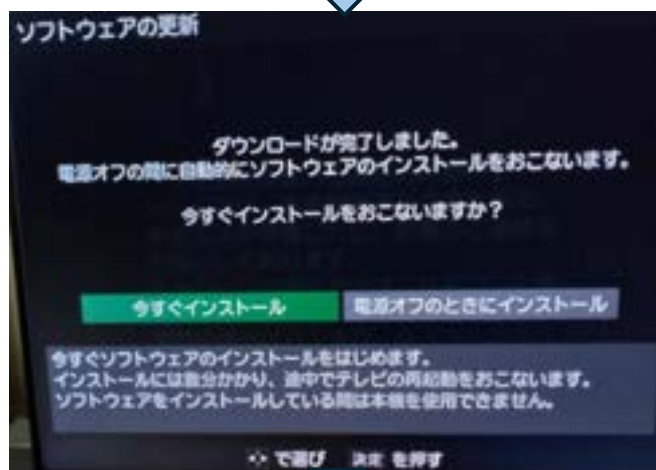 ソフトウェアの更新
ダウンロードが完了しました。
電源オフの間に自動的にソフトウェアのインストールをおこないます。
今すぐインストールをおこないますか？
今すぐインストール
電源オフのときにインストール
今すぐソフトウェアのインストールをはじめます。
インストールには数分かかり、途中でテレビの再起動をおこないます。
ソフトウェアをインストールしている間は本機を使用できません。
で選び 決定 を押す